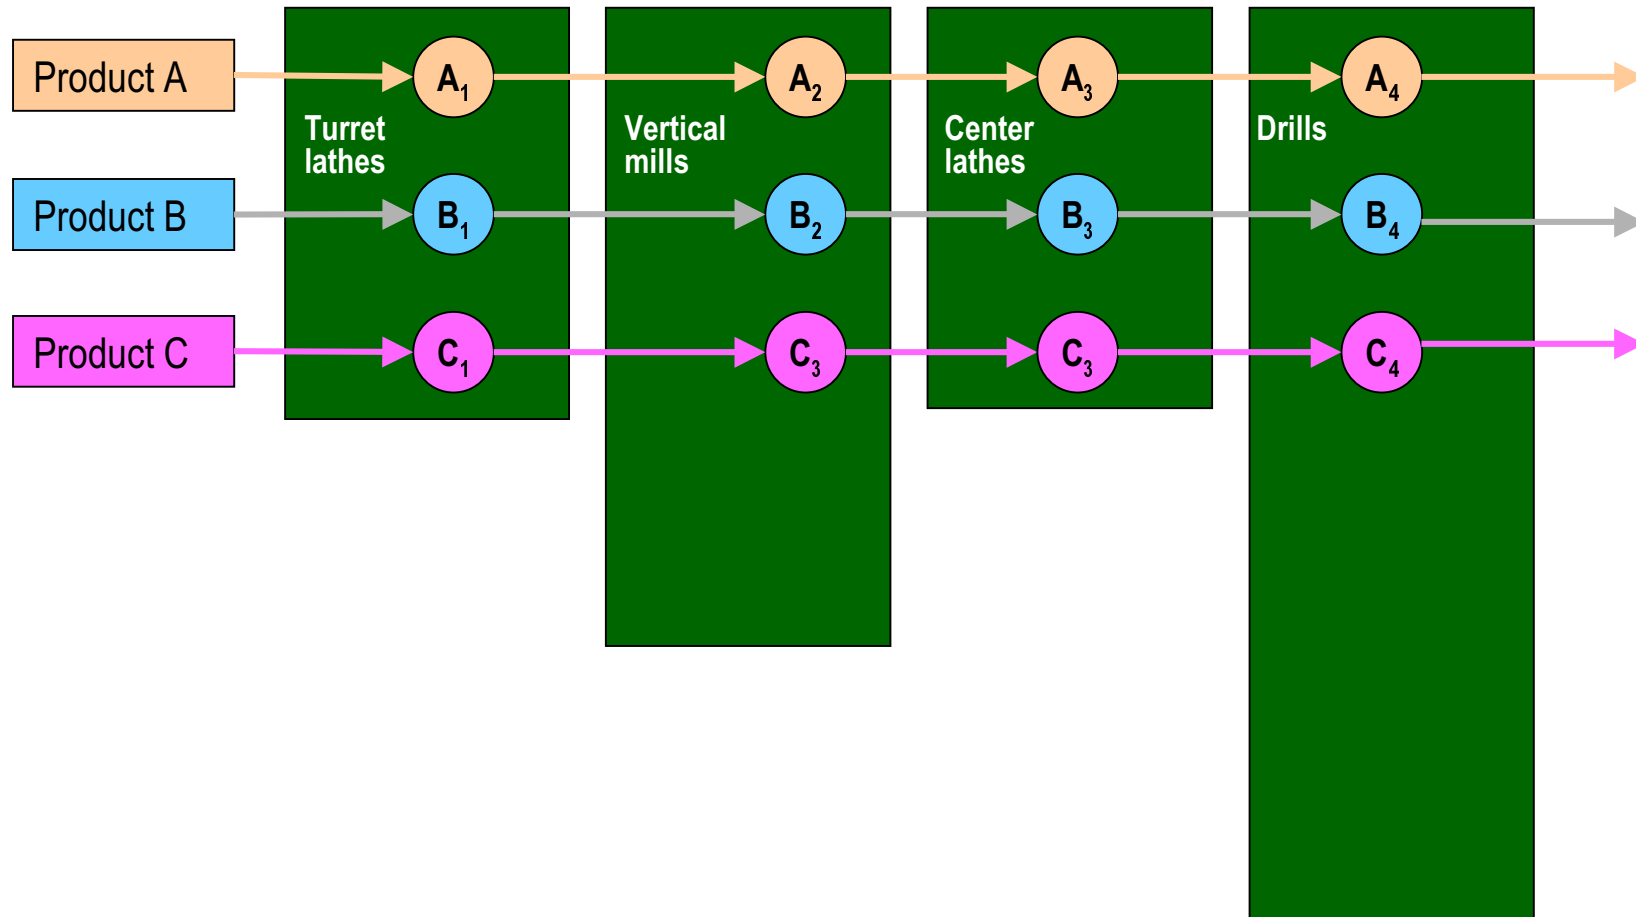 Product A
A₁
A₂
A₃
A₄
Turret
lathes
Vertical
mills
Center
lathes
Drills
Product B
B₁
B₂
B₃
B₄
Product C
C₁
C₃
C₃
C₄